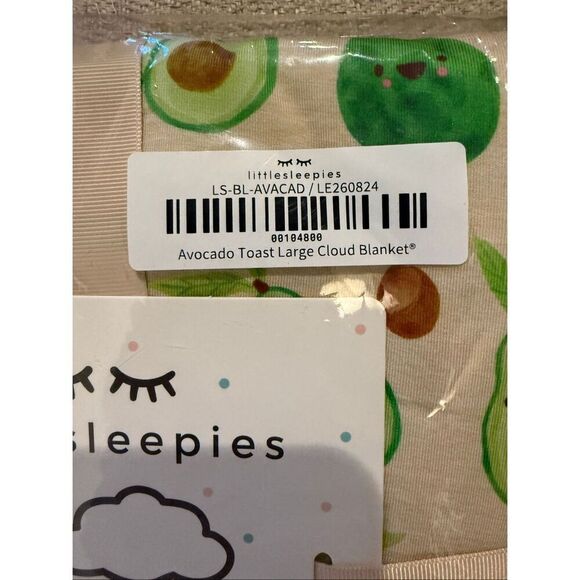 littlesleepies
LS-BL-AVACAD / LE260824
00104800
Avocado Toast Large Cloud Blanket®
sleepies